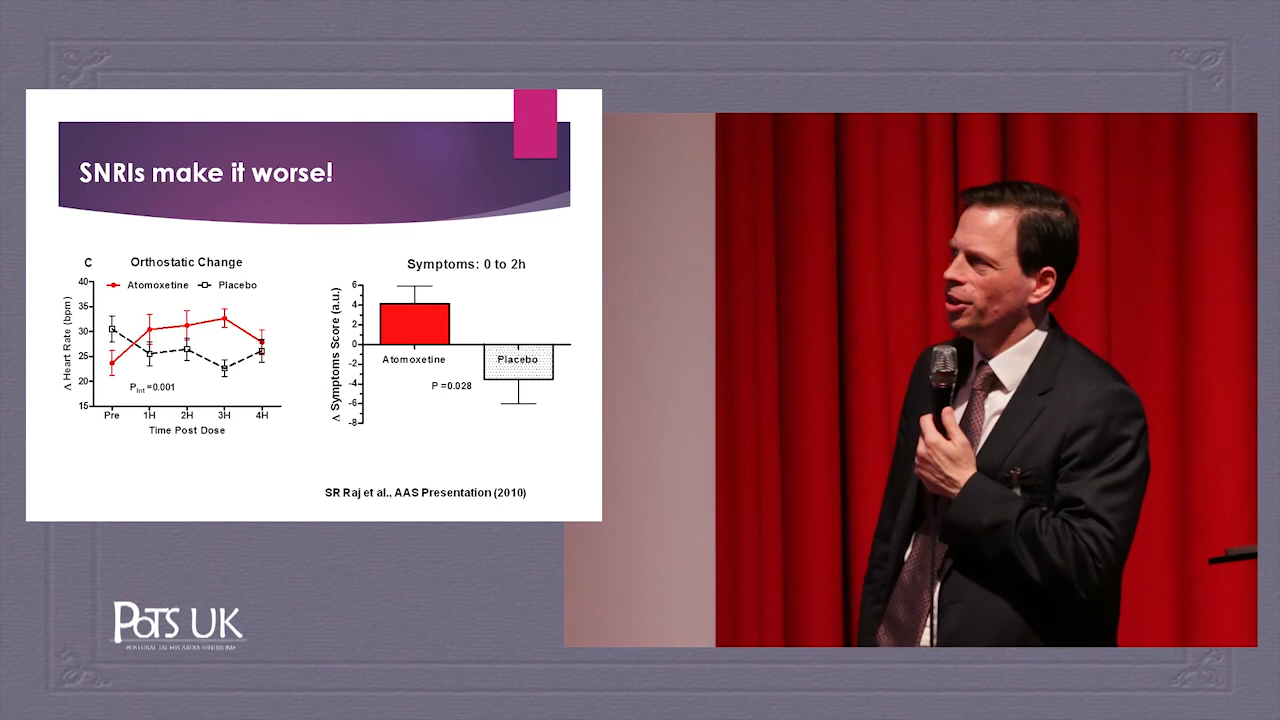 SNRIs make it worse!
C Orthostatic Change
Atomoxetine Placebo
Δ Heart Rate (bpm)
40
35
30
25
20
15
P Int =0.001
Pre 1H 2H 3H 4H
Time Post Dose
Symptoms: 0 to 2h
Δ Symptoms Score (a.u.)
6
4
2
0
-2
-4
-6
-8
Atomoxetine Placebo
P =0.028
SR Raj et al., AAS Presentation (2010)
PoTS UK
POSTURAL TACHYCARDIA SYNDROME